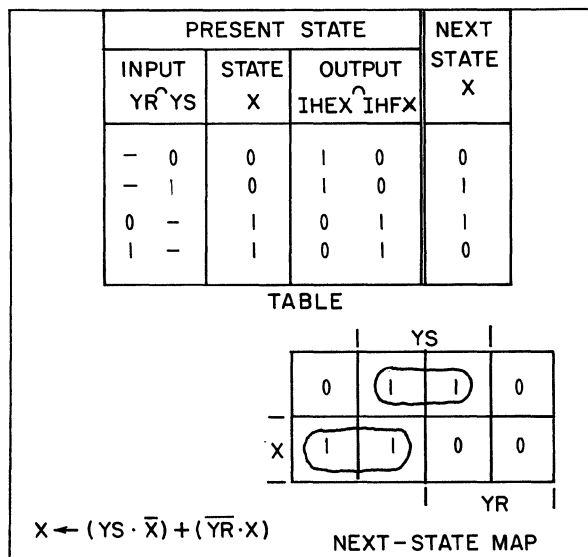 PRESENT STATE NEXT STATE X
INPUT YR⌒YS STATE X OUTPUT IHEX⌒IHFX
– 0 0 1 0 0
– 1 0 1 0 1
0 – 1 0 1 1
1 – 1 0 1 0
TABLE
YS
0 1 1 0
X 1 1 0 0
YR
X ← (YS · X̅) + (Y̅R̅ · X)
NEXT-STATE MAP